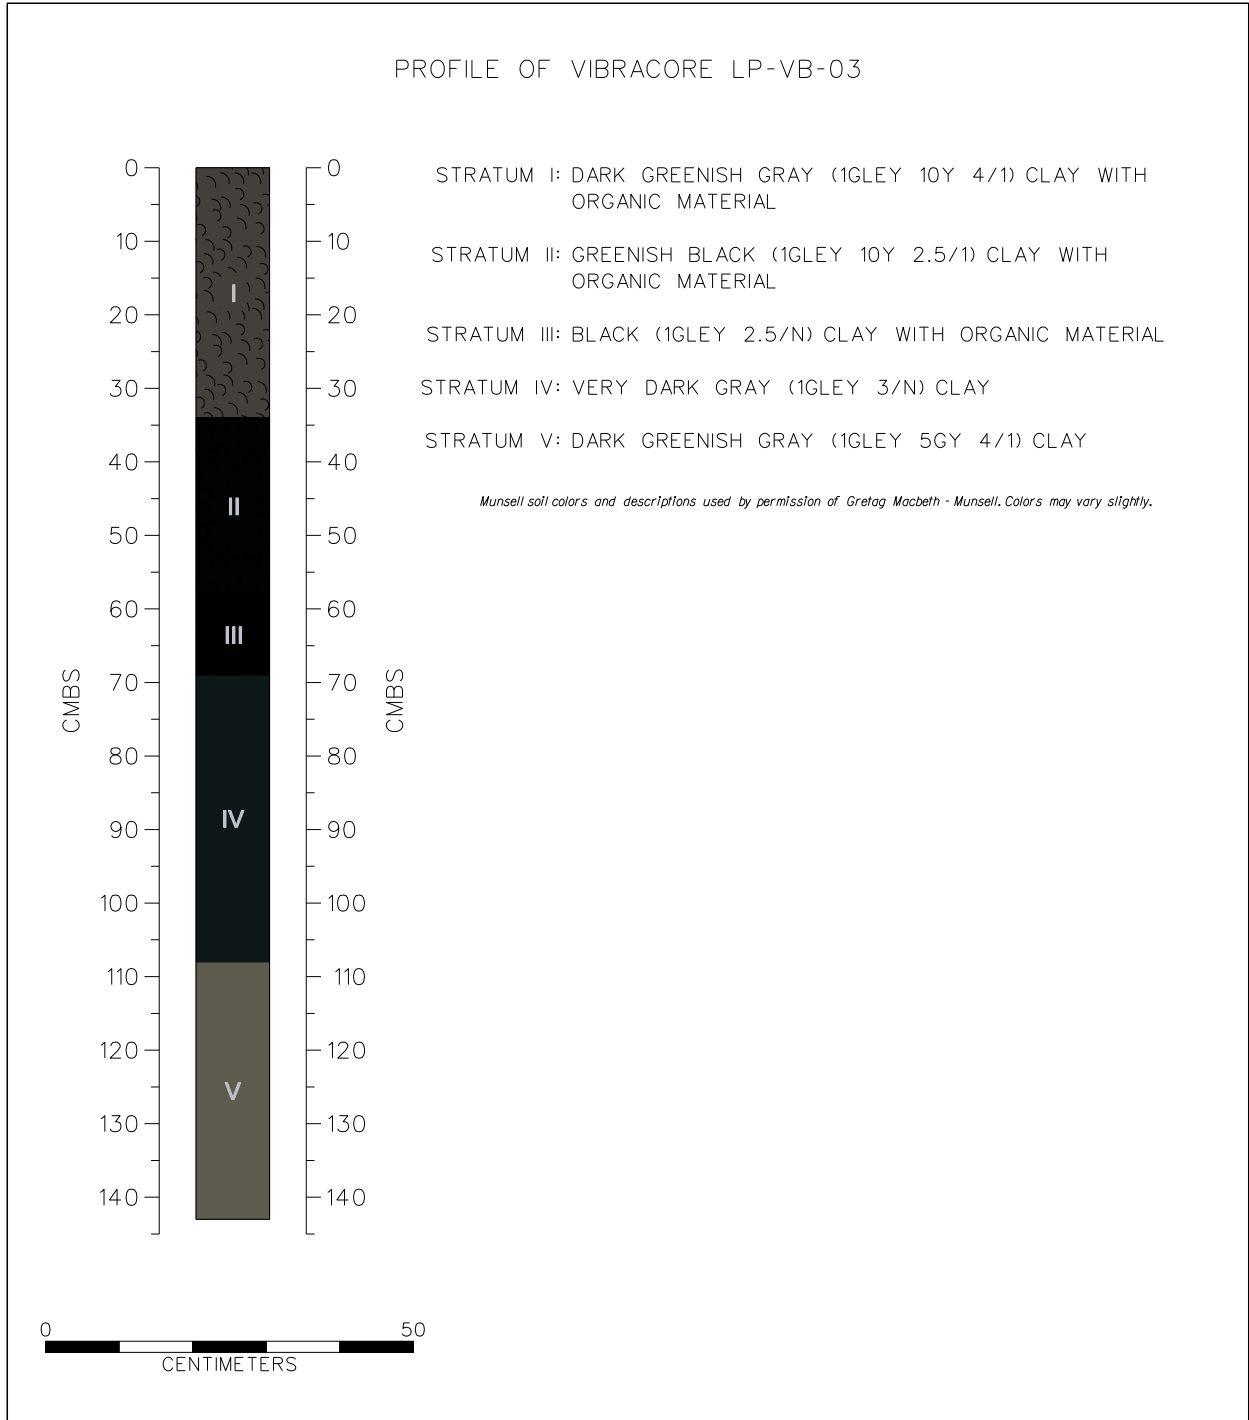 PROFILE OF VIBRACORE LP-VB-03
0
10
20
30
40
50
60
70
80
90
100
110
120
130
140
CMBS
I
II
III
IV
V
0
10
20
30
40
50
60
70
80
90
100
110
120
130
140
CMBS
STRATUM I: DARK GREENISH GRAY (1GLEY 10Y 4/1) CLAY WITH
ORGANIC MATERIAL
STRATUM II: GREENISH BLACK (1GLEY 10Y 2.5/1) CLAY WITH
ORGANIC MATERIAL
STRATUM III: BLACK (1GLEY 2.5/N) CLAY WITH ORGANIC MATERIAL
STRATUM IV: VERY DARK GRAY (1GLEY 3/N) CLAY
STRATUM V: DARK GREENISH GRAY (1GLEY 5GY 4/1) CLAY
Munsell soil colors and descriptions used by permission of Gretag Macbeth - Munsell. Colors may vary slightly.
0 50
CENTIMETERS